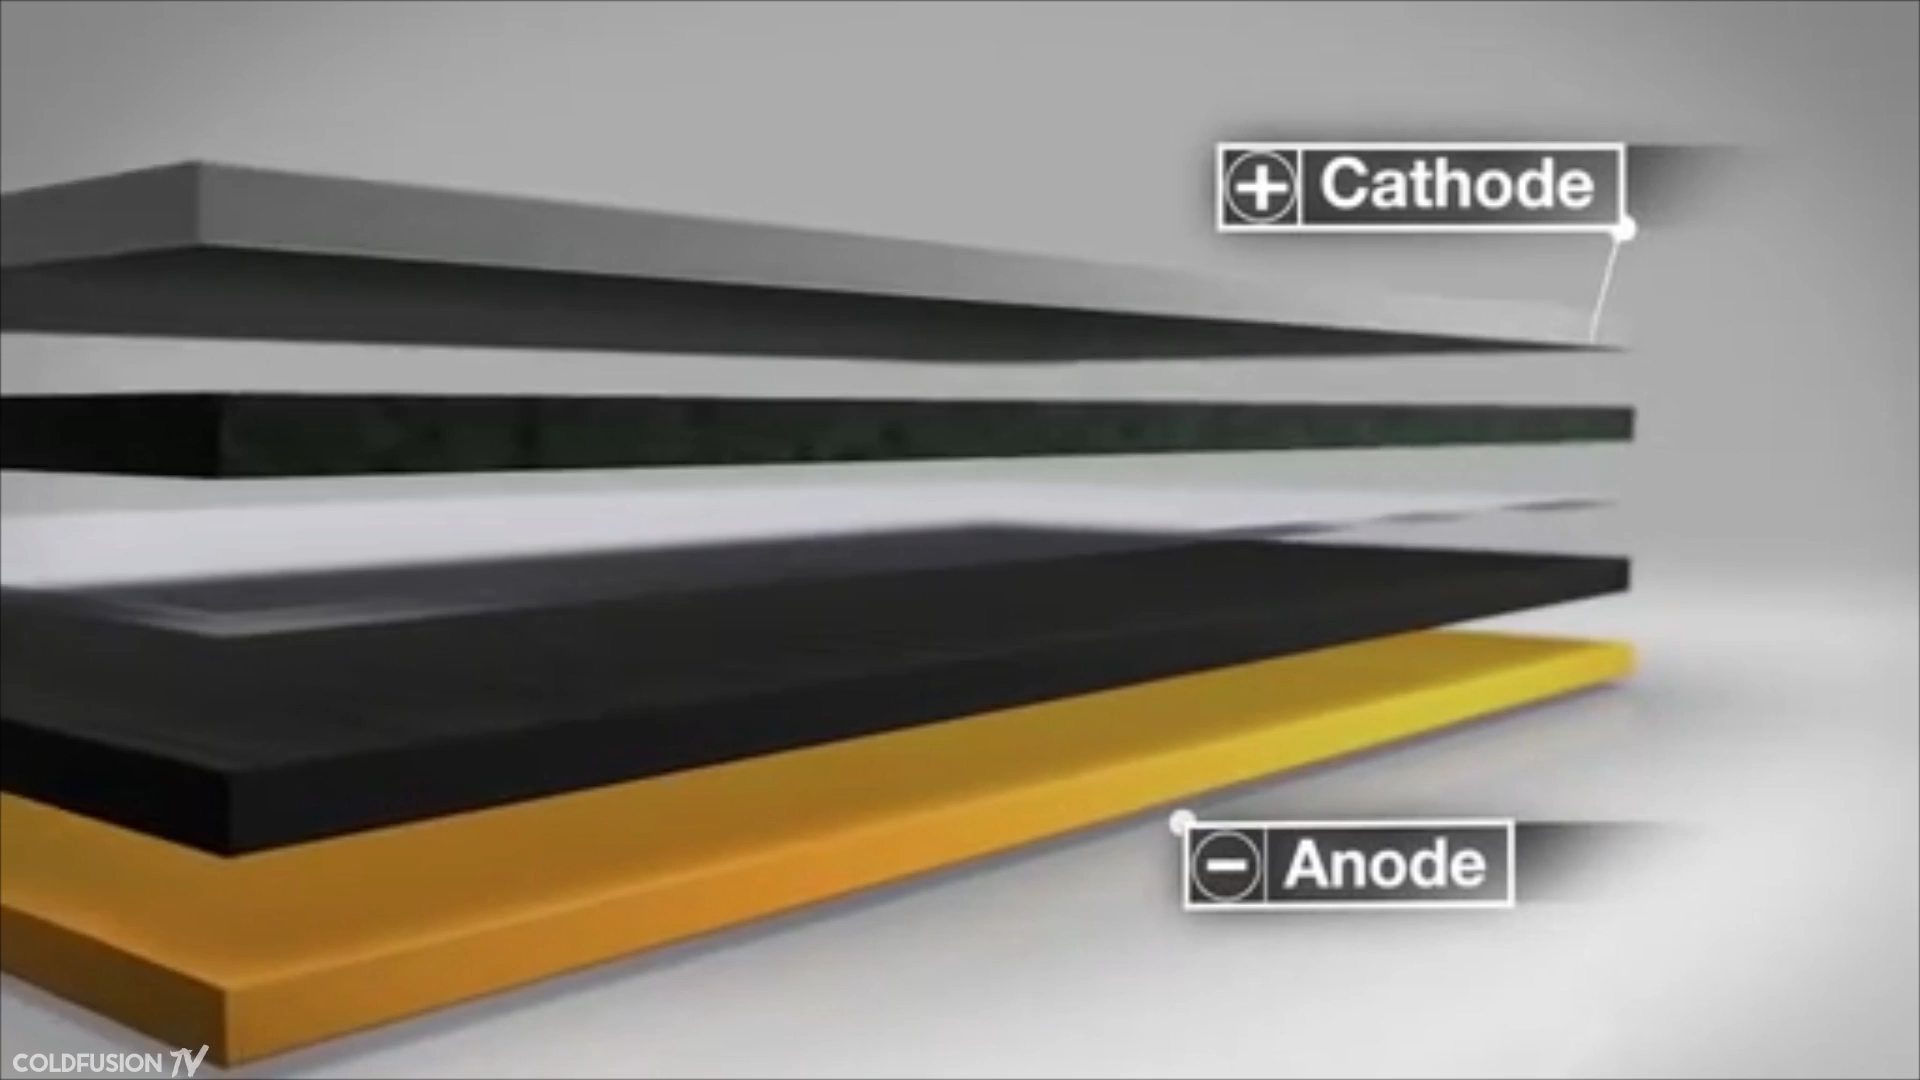 + Cathode
− Anode
COLDFUSION TV